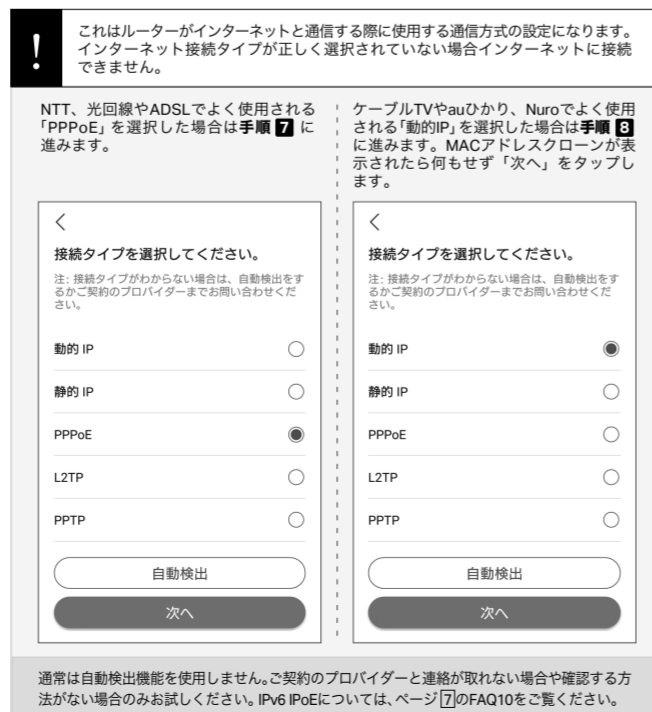 !
これはルーターがインターネットと通信する際に使用する通信方式の設定になります。
インターネット接続タイプが正しく選択されていない場合インターネットに接続
できません。
NTT、光回線やADSLでよく使用される
「PPPoE」を選択した場合は手順 7 に
進みます。
<
接続タイプを選択してください。
注: 接続タイプがわからない場合は、自動検出をす
るかご契約のプロバイダーまでお問い合わせくだ
さい。
動的 IP
静的 IP
PPPoE
L2TP
PPTP
自動検出
次へ
ケーブルTVやauひかり、Nuroでよく使用
される「動的IP」を選択した場合は手順 8
に進みます。MACアドレスクローンが表
示されたら何もせず「次へ」をタップし
ます。
<
接続タイプを選択してください。
注: 接続タイプがわからない場合は、自動検出をす
るかご契約のプロバイダーまでお問い合わせくだ
さい。
動的 IP
静的 IP
PPPoE
L2TP
PPTP
自動検出
次へ
通常は自動検出機能を使用しません。ご契約のプロバイダーと連絡が取れない場合や確認する方
法がない場合のみお試しください。IPv6 IPoEについては、ページ 7 のFAQ10をご覧ください。